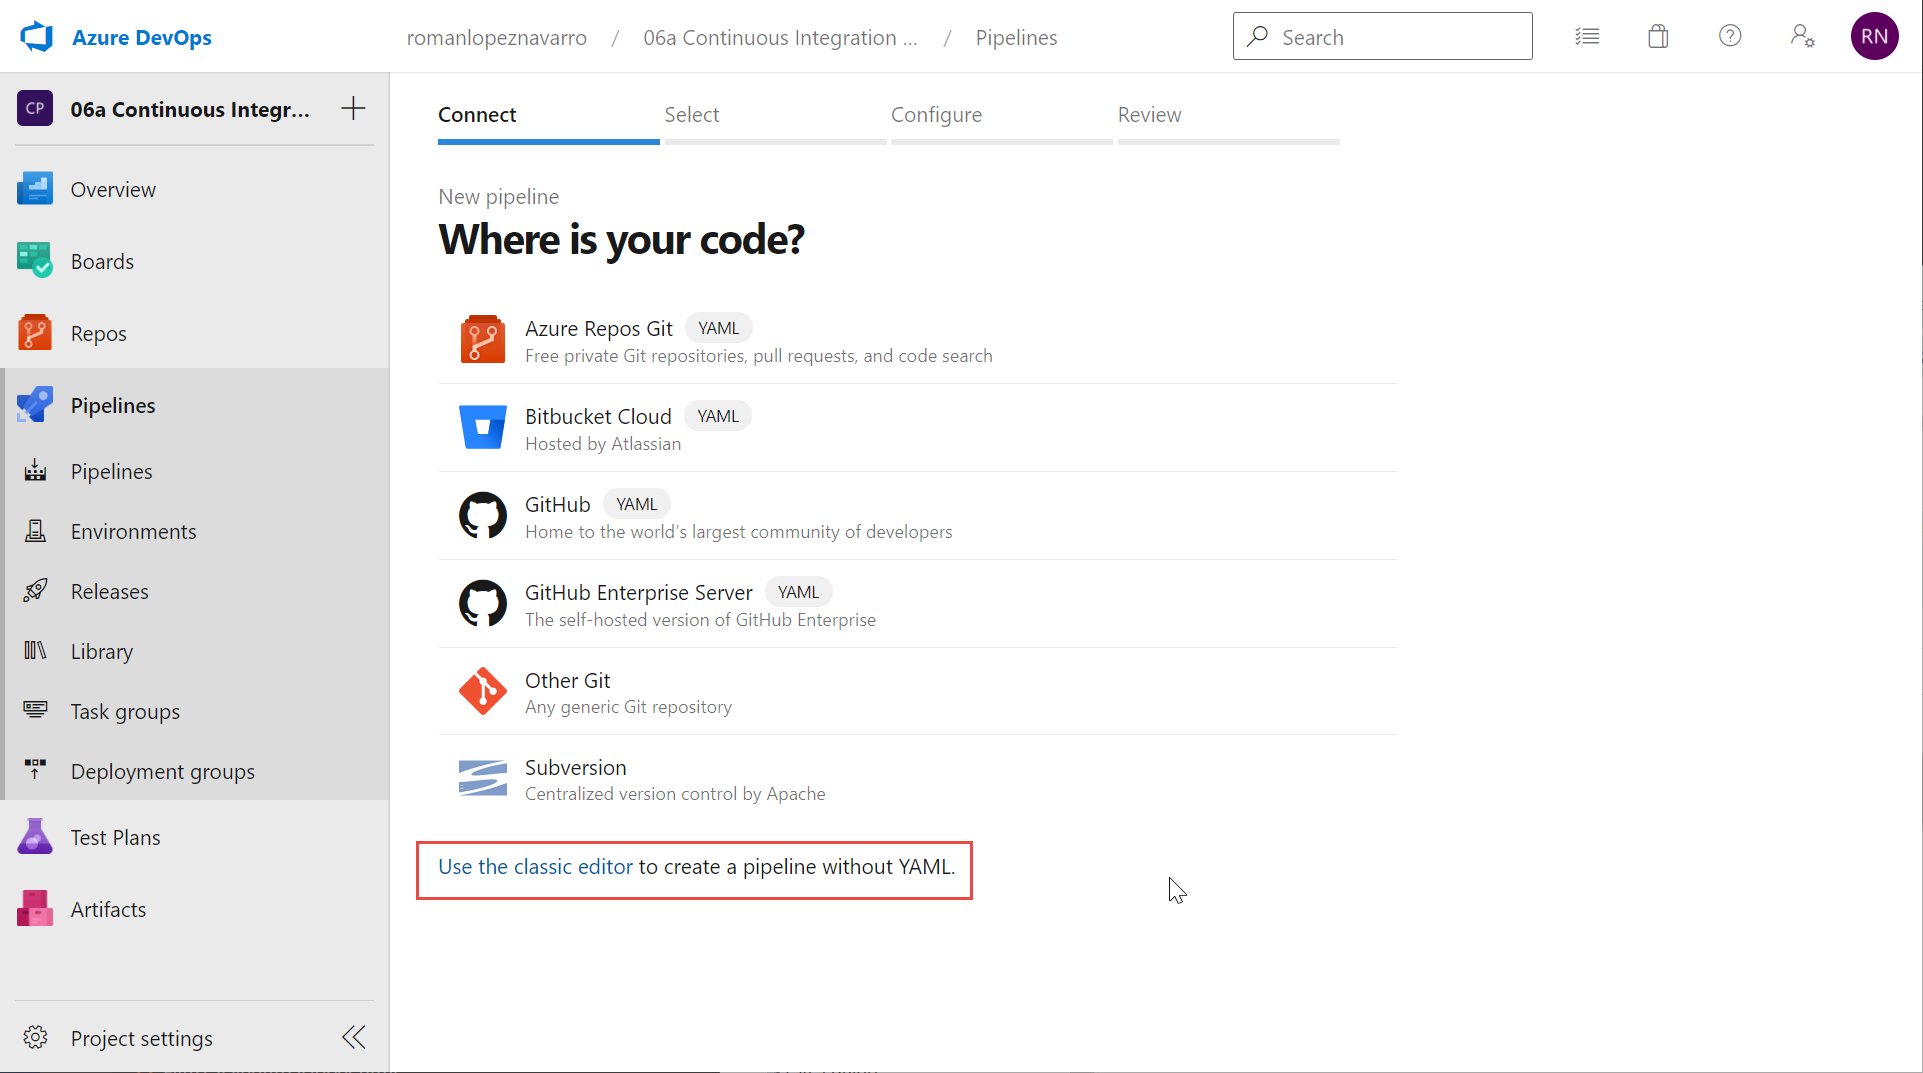 Azure DevOps
romanlopeznavarro / 06a Continuous Integration ... / Pipelines
Search
RN
CP
06a Continuous Integr...
Overview
Boards
Repos
Pipelines
Pipelines
Environments
Releases
Library
Task groups
Deployment groups
Test Plans
Artifacts
Project settings
Connect
Select
Configure
Review
New pipeline
Where is your code?
Azure Repos Git YAML
Free private Git repositories, pull requests, and code search
Bitbucket Cloud YAML
Hosted by Atlassian
GitHub YAML
Home to the world’s largest community of developers
GitHub Enterprise Server YAML
The self-hosted version of GitHub Enterprise
Other Git
Any generic Git repository
Subversion
Centralized version control by Apache
Use the classic editor to create a pipeline without YAML.